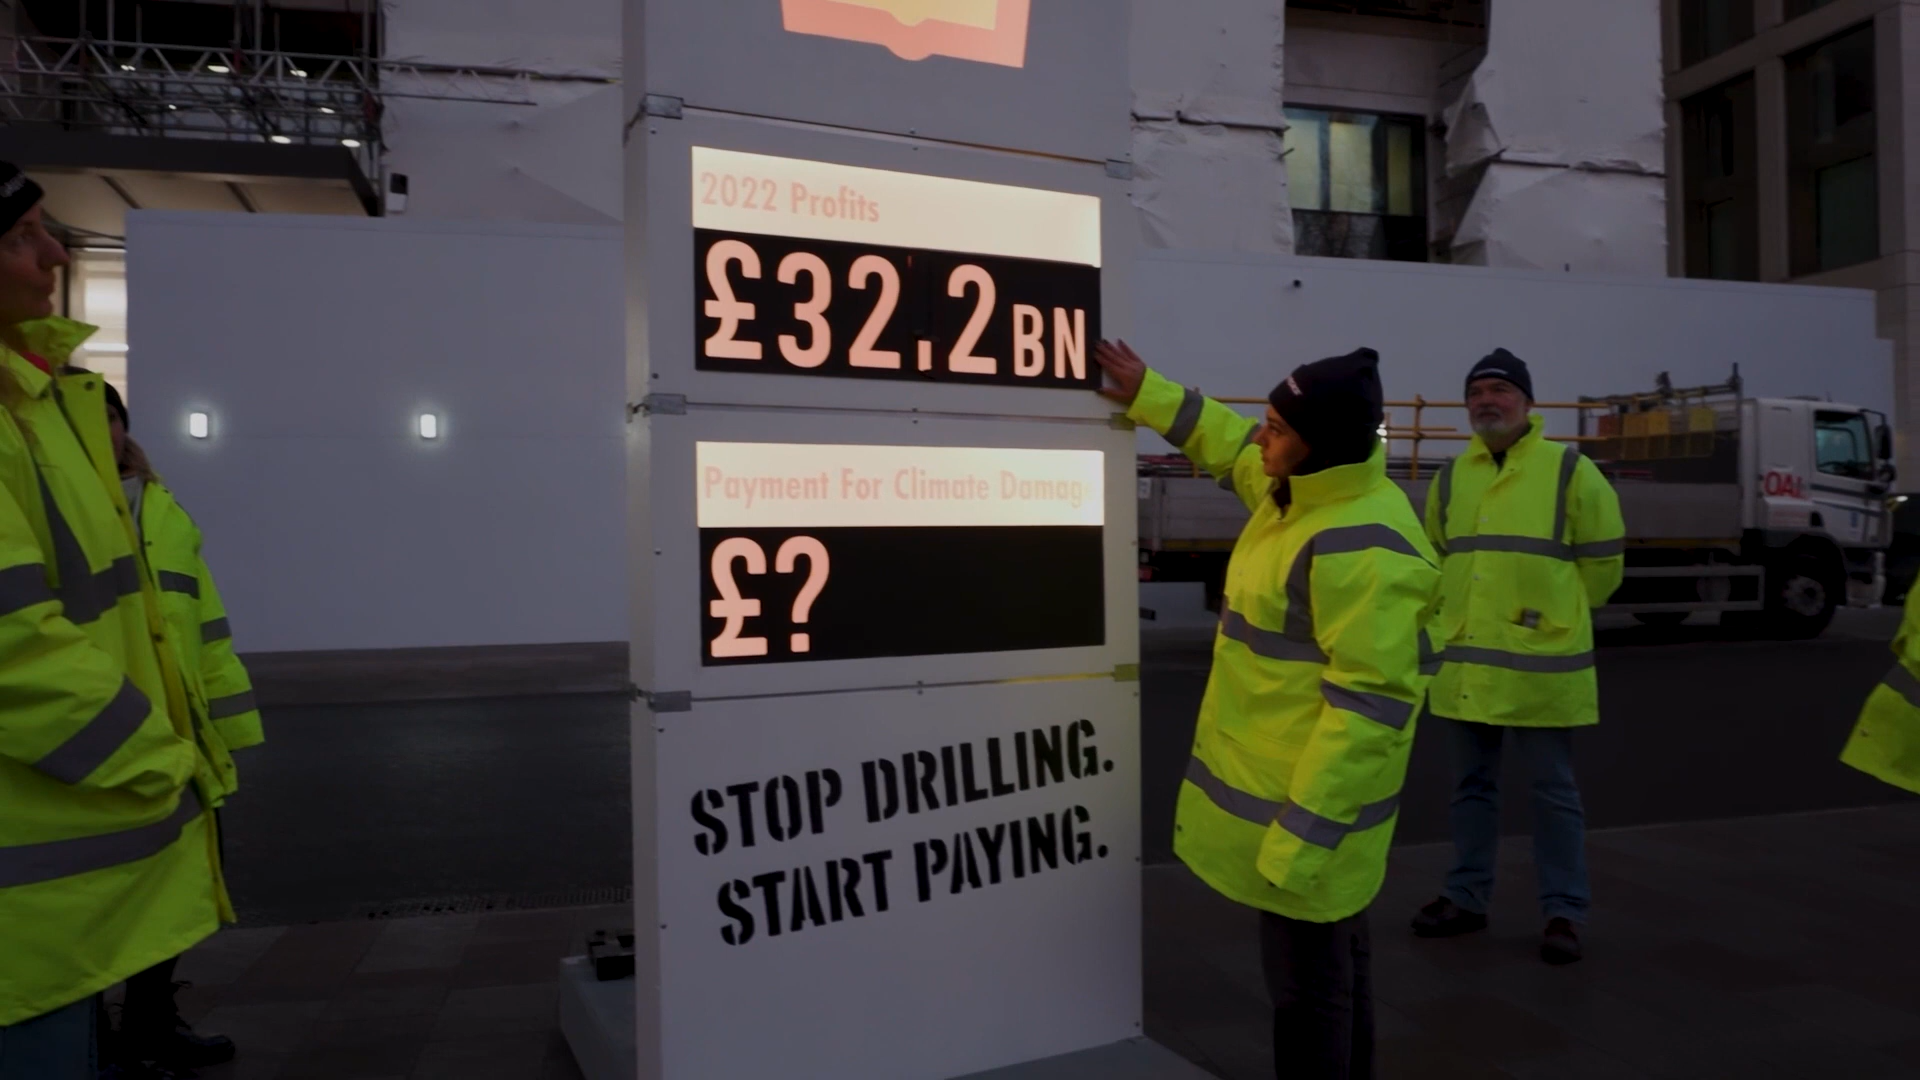 2022 Profits
£32.2 BN
Payment For Climate Damage
£?
STOP DRILLING.
START PAYING.